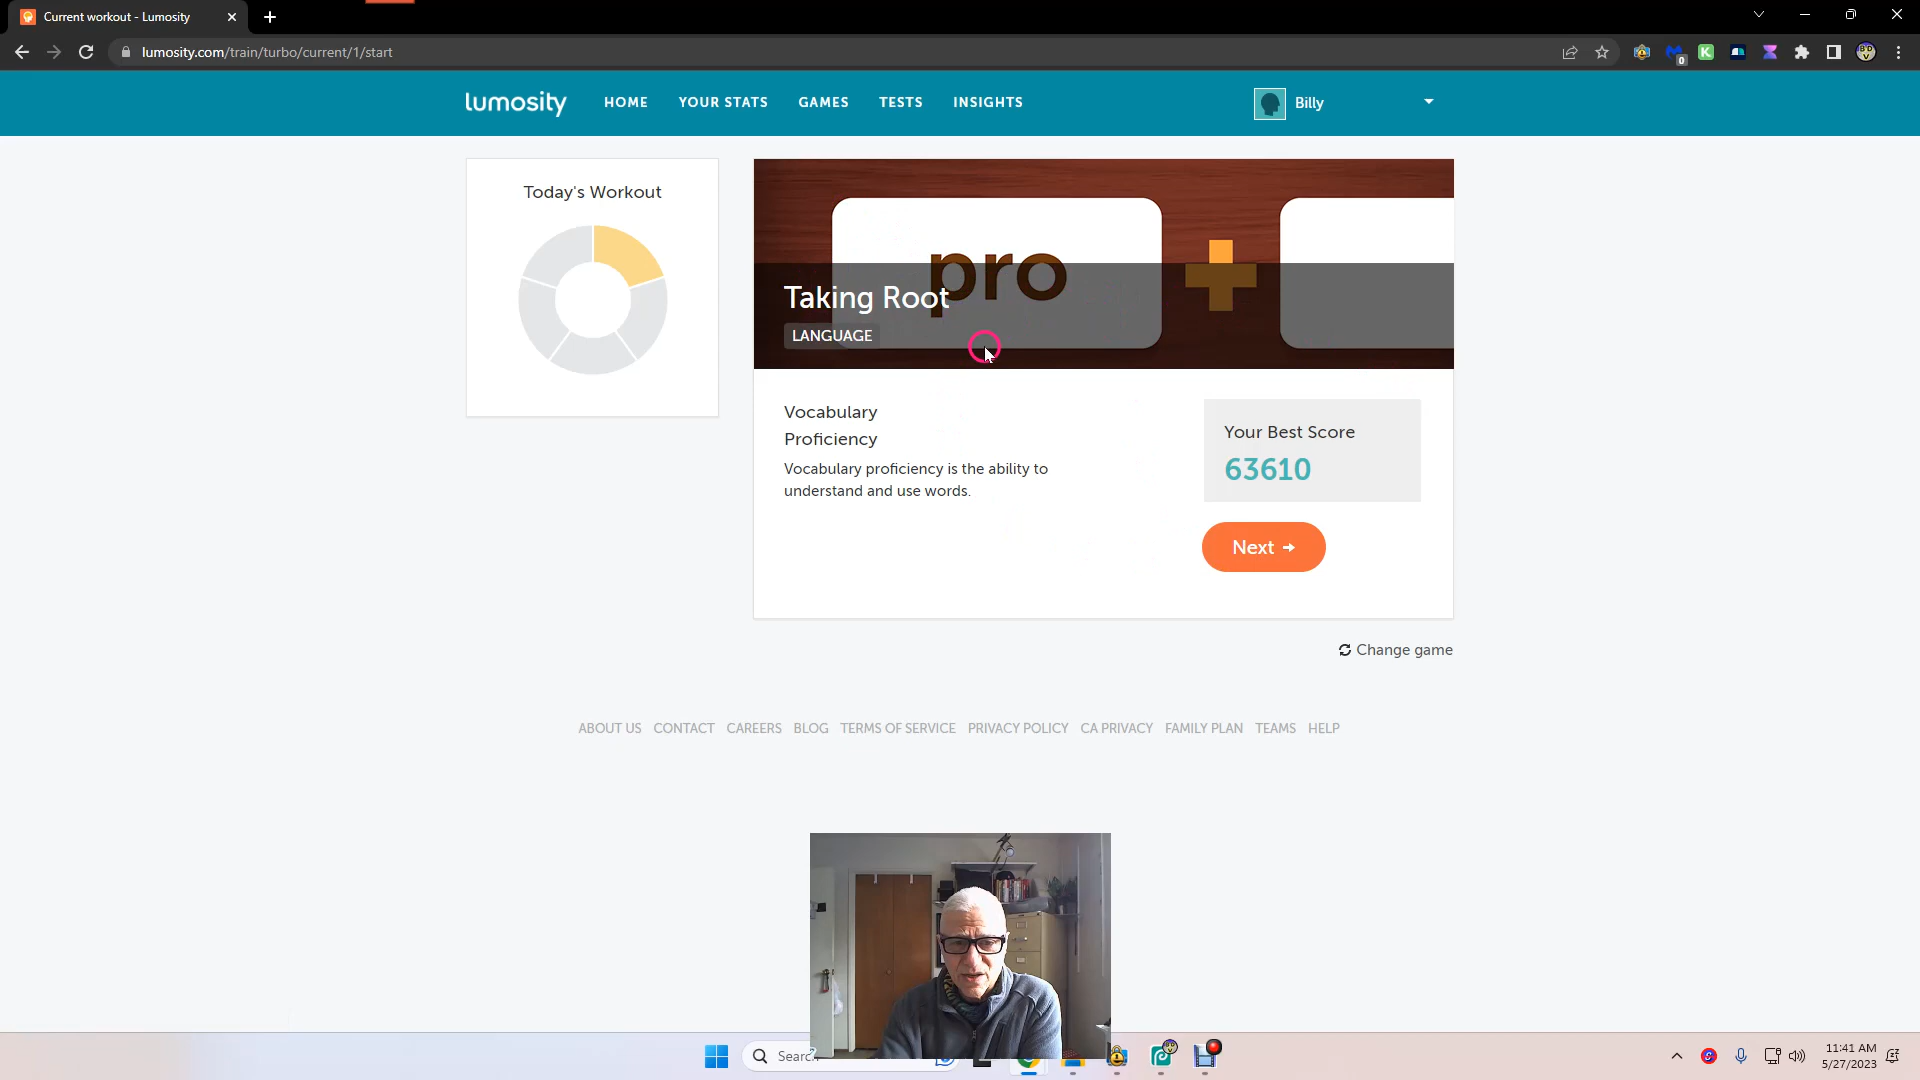 Current workout - Lumosity
lumosity.com/train/turbo/current/1/start
0
K
lumosity HOME YOUR STATS GAMES TESTS INSIGHTS Billy
Today's Workout
pro
Taking Root
LANGUAGE
Vocabulary
Proficiency
Vocabulary proficiency is the ability to
understand and use words.
Your Best Score
63610
Next
Change game
ABOUT US CONTACT CAREERS BLOG TERMS OF SERVICE PRIVACY POLICY CA PRIVACY FAMILY PLAN TEAMS HELP
Search
11:41 AM
5/27/2023